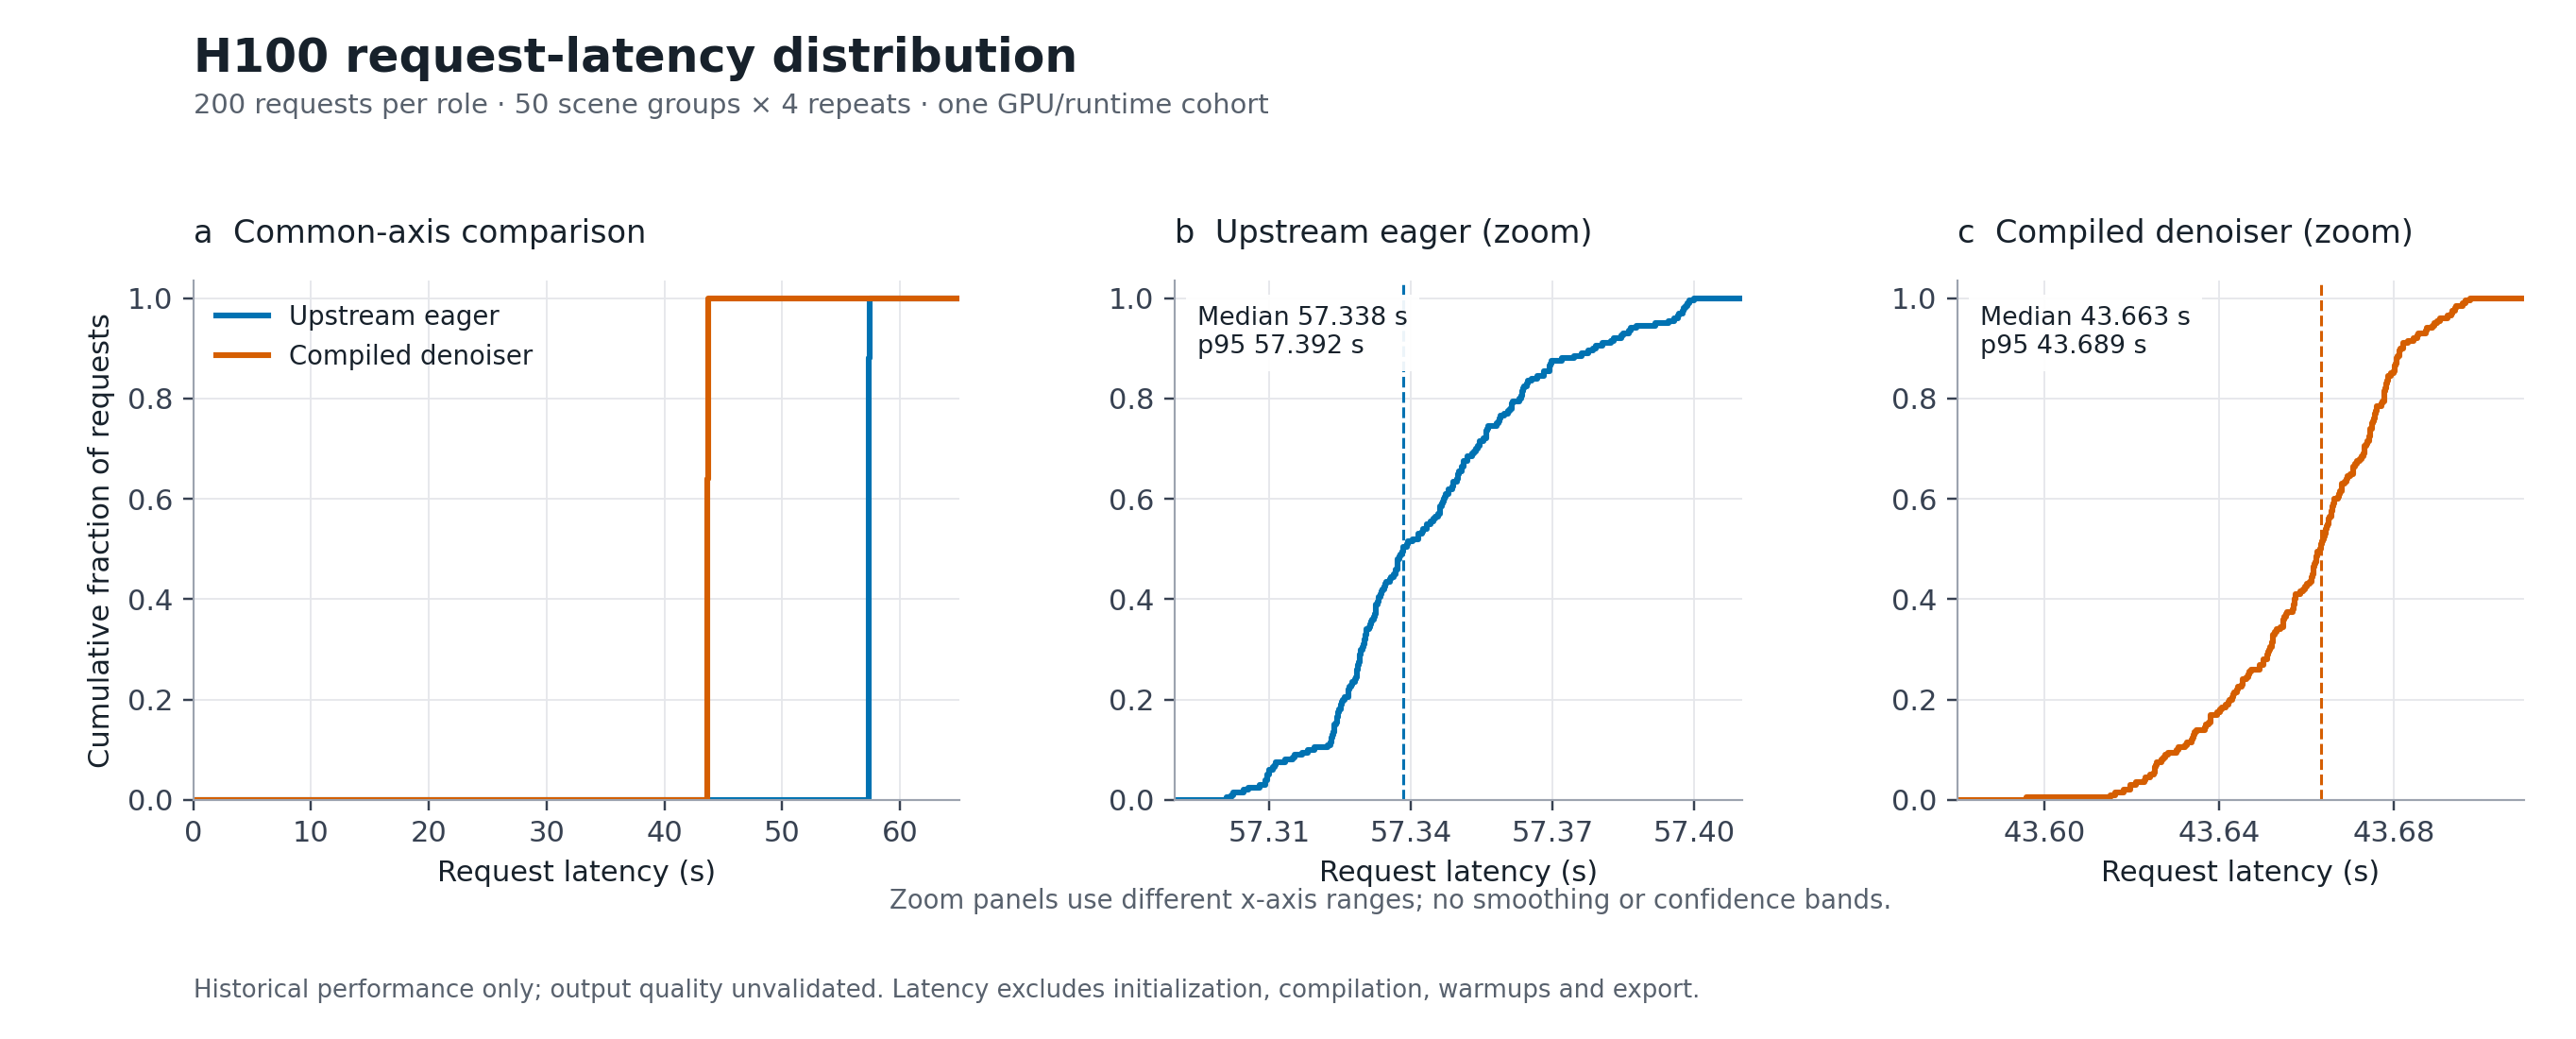 H100 request-latency distribution
200 requests per role · 50 scene groups × 4 repeats · one GPU/runtime cohort
a Common-axis comparison
Cumulative fraction of requests
1.0
0.8
0.6
0.4
0.2
0.0
Upstream eager
Compiled denoiser
0 10 20 30 40 50 60
Request latency (s)
b Upstream eager (zoom)
1.0
0.8
0.6
0.4
0.2
0.0
Median 57.338 s
p95 57.392 s
57.31 57.34 57.37 57.40
Request latency (s)
c Compiled denoiser (zoom)
1.0
0.8
0.6
0.4
0.2
0.0
Median 43.663 s
p95 43.689 s
43.60 43.64 43.68
Request latency (s)
Zoom panels use different x-axis ranges; no smoothing or confidence bands.
Historical performance only; output quality unvalidated. Latency excludes initialization, compilation, warmups and export.